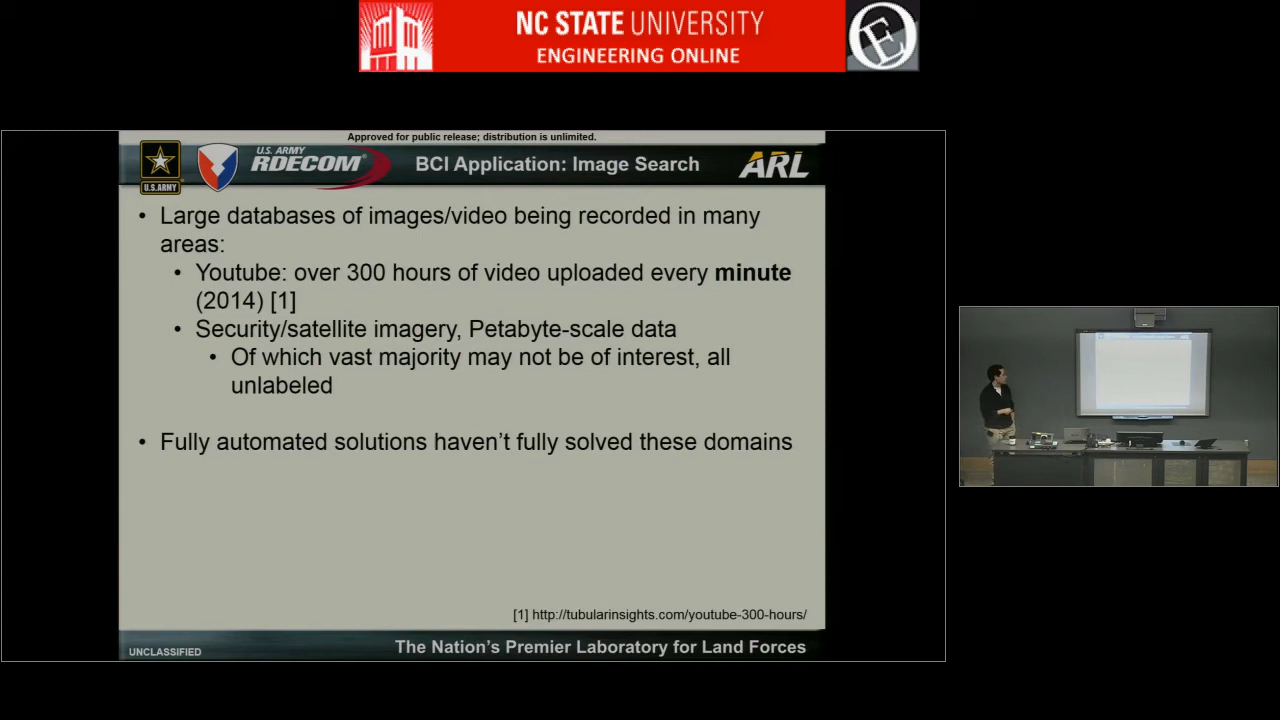 NC STATE UNIVERSITY
ENGINEERING ONLINE
Approved for public release; distribution is unlimited.
U.S. ARMY
U.S. ARMY
RDECOM®
BCI Application: Image Search
ARL
• Large databases of images/video being recorded in many
areas:
• Youtube: over 300 hours of video uploaded every minute
(2014) [1]
• Security/satellite imagery, Petabyte-scale data
• Of which vast majority may not be of interest, all
unlabeled
• Fully automated solutions haven't fully solved these domains
[1] http://tubularinsights.com/youtube-300-hours/
UNCLASSIFIED
The Nation's Premier Laboratory for Land Forces